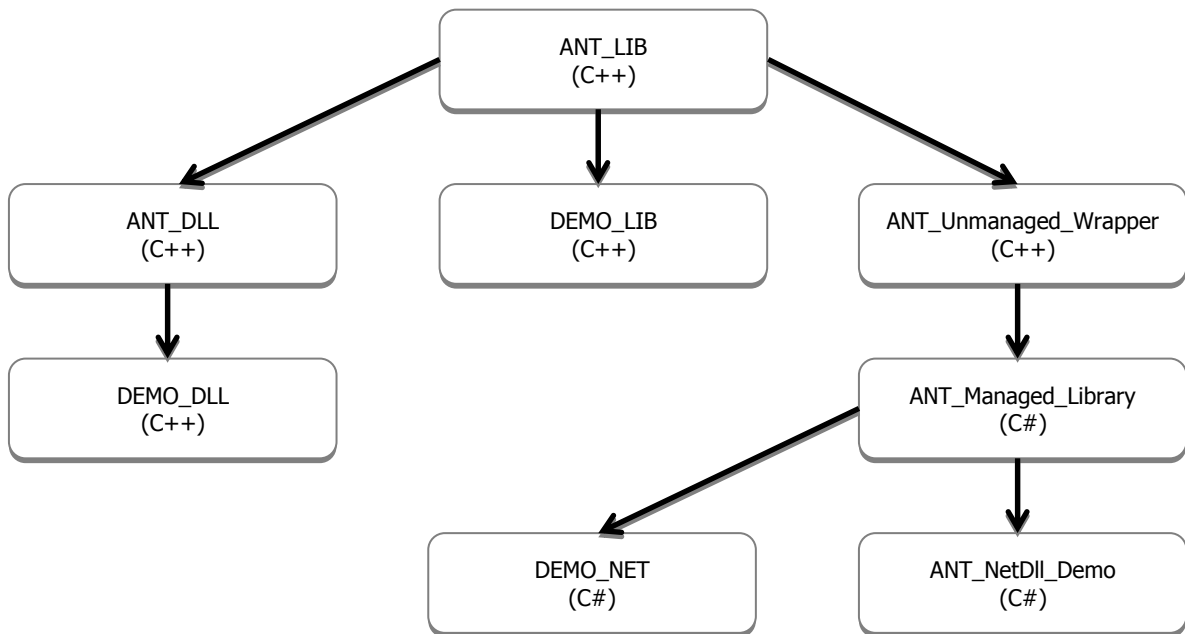 ANT_LIB
(C++)
ANT_DLL
(C++)
DEMO_LIB
(C++)
ANT_Unmanaged_Wrapper
(C++)
DEMO_DLL
(C++)
ANT_Managed_Library
(C#)
DEMO_NET
(C#)
ANT_NetDll_Demo
(C#)